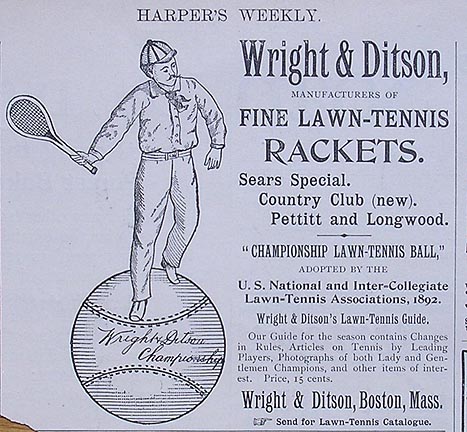 HARPER'S WEEKLY.
Wright & Ditson,
MANUFACTURERS OF
FINE LAWN-TENNIS
RACKETS.
Sears Special.
Country Club (new).
Pettitt and Longwood.
"CHAMPIONSHIP LAWN-TENNIS BALL,"
ADOPTED BY THE
U. S. National and Inter-Collegiate
Lawn-Tennis Associations, 1892.
Wright & Ditson's Lawn-Tennis Guide.
Our Guide for the season contains Changes
in Rules, Articles on Tennis by Leading
Players, Photographs of both Lady and Gen-
tlemen Champions, and other items of inter-
est. Price, 15 cents.
Wright & Ditson, Boston, Mass.
☞ Send for Lawn-Tennis Catalogue.
Wright & Ditson
Championship